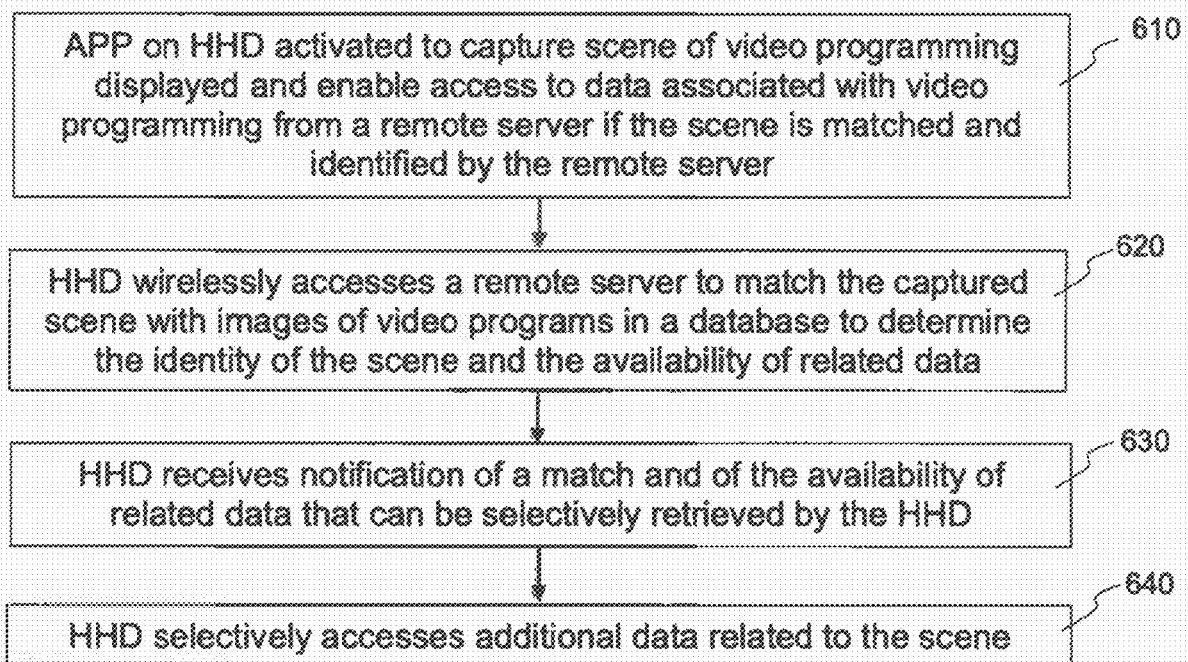 APP on HHD activated to capture scene of video programming
displayed and enable access to data associated with video
programming from a remote server if the scene is matched and
identified by the remote server
610
HHD wirelessly accesses a remote server to match the captured
scene with images of video programs in a database to determine
the identity of the scene and the availability of related data
620
HHD receives notification of a match and of the availability of
related data that can be selectively retrieved by the HHD
630
HHD selectively accesses additional data related to the scene
640